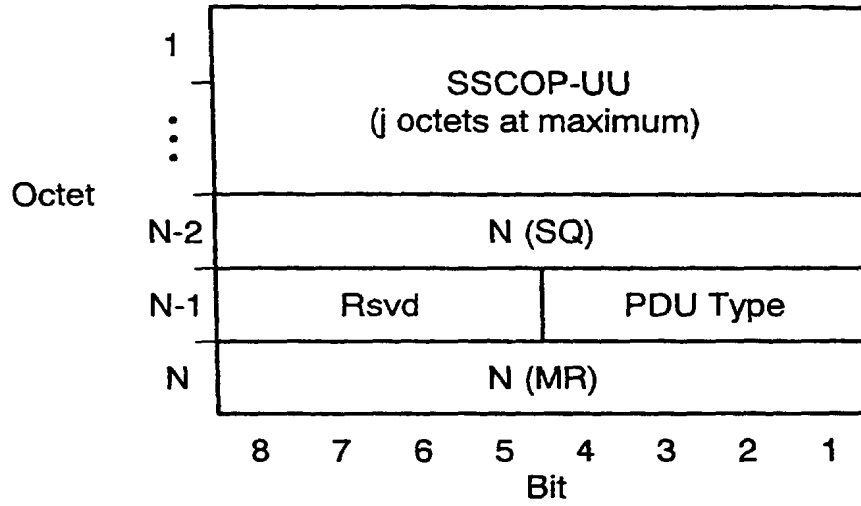 1
SSCOP-UU
(j octets at maximum)
Octet
N-2 N (SQ)
N-1 Rsvd PDU Type
N N (MR)
8 7 6 5 4 3 2 1
Bit